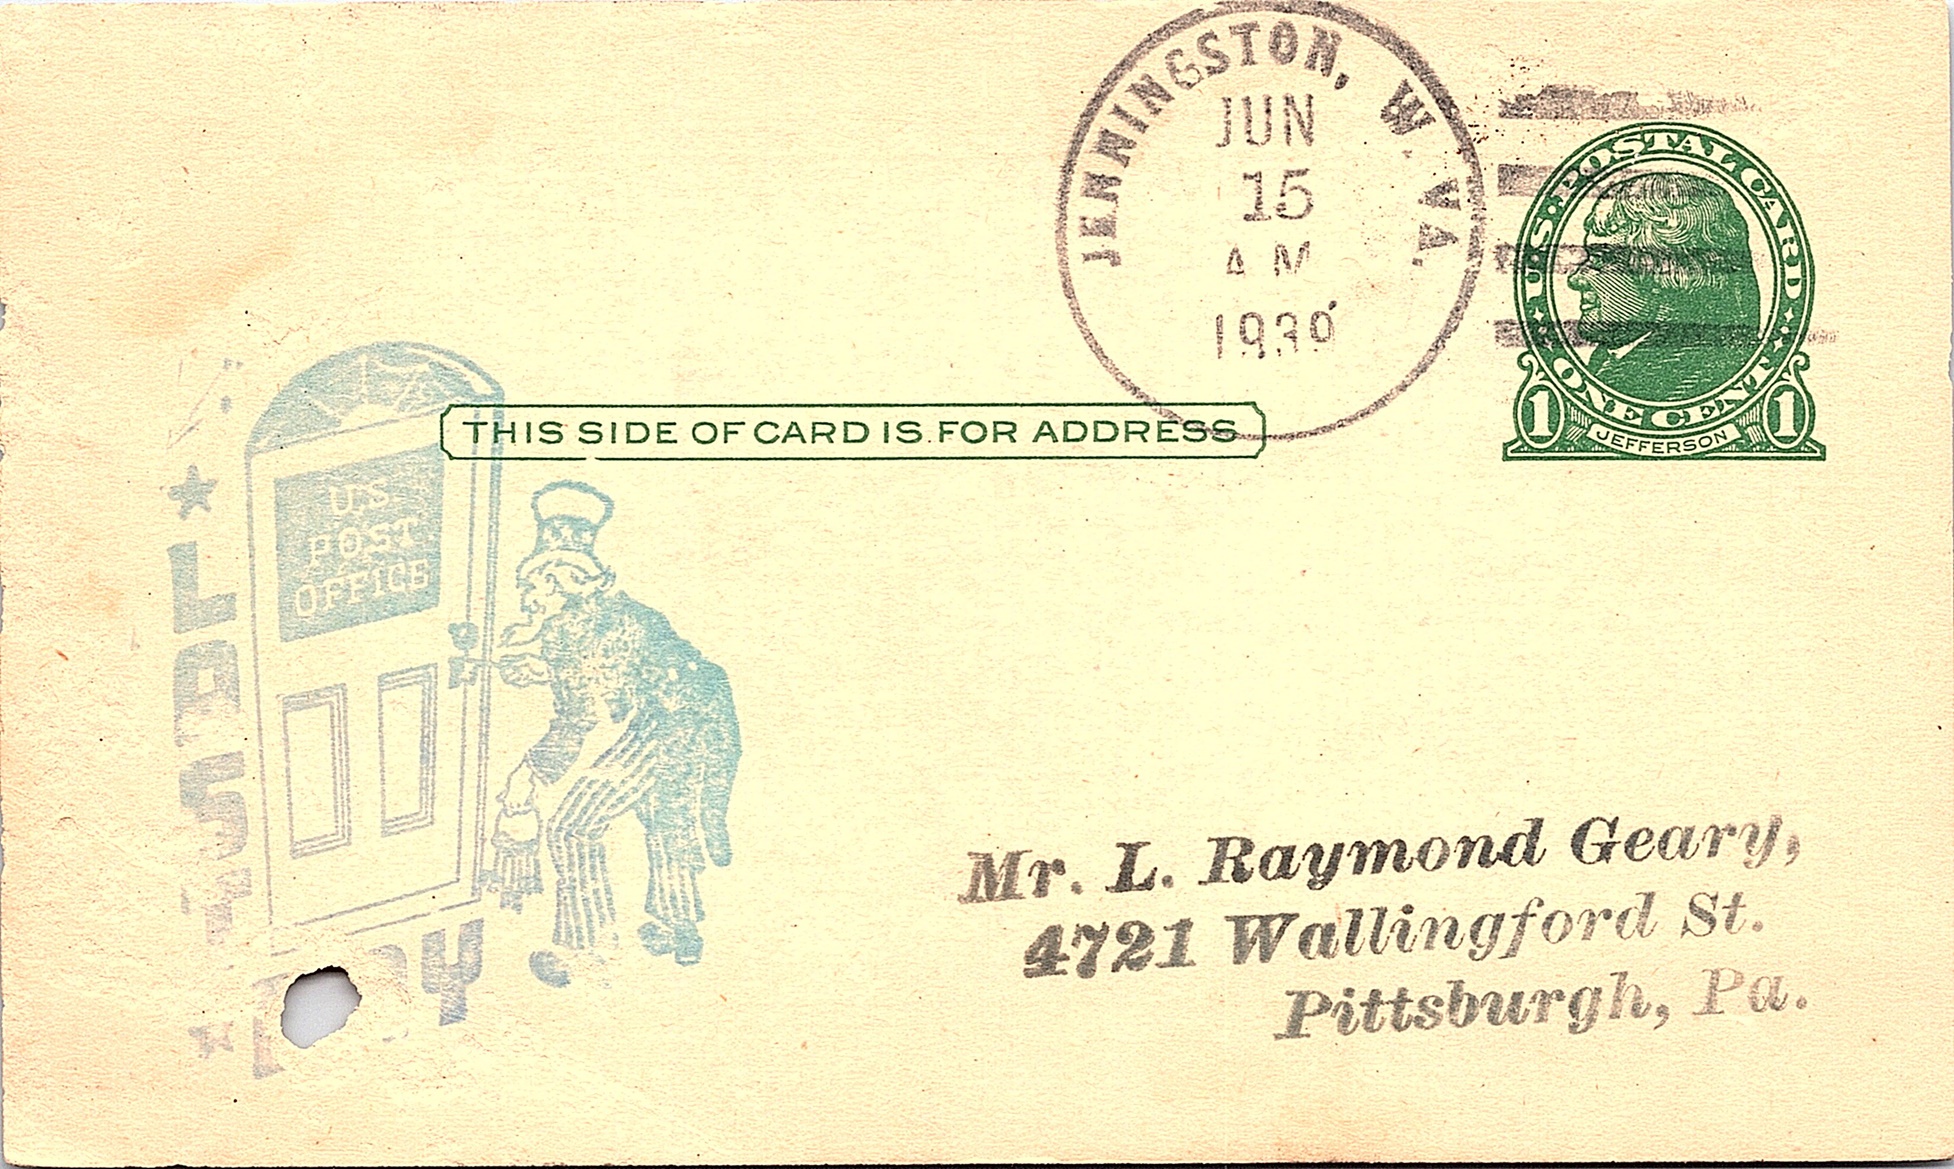 JENNINGSTON, W. VA.
JUN
15
A M
1930
U.S. POSTAL CARD
ONE CENT
1 JEFFERSON 1
THIS SIDE OF CARD IS FOR ADDRESS
U.S.
POST
OFFICE
LAST
DAY
Mr. L. Raymond Geary,
4721 Wallingford St.
Pittsburgh, Pa.